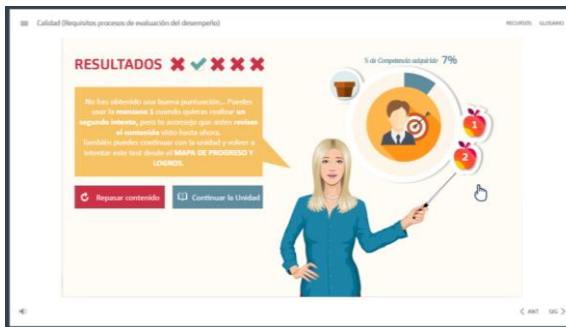 Calidad (Requisitos procesos de evaluación del desempeño)
RECURSOS GLOSARIO
RESULTADOS
% de Competencia adquirido 7%
No has obtenido una buena puntuación... Puedes
usar la manzana 1 cuando quieras realizar un
segundo intento, pero te aconsejo que antes revises
el contenido visto hasta ahora.
También puedes continuar con la unidad y volver a
intentar este test desde el MAPA DE PROGRESO Y
LOGROS.
1
2
Repasar contenido
Continuar la Unidad
ANT SIG